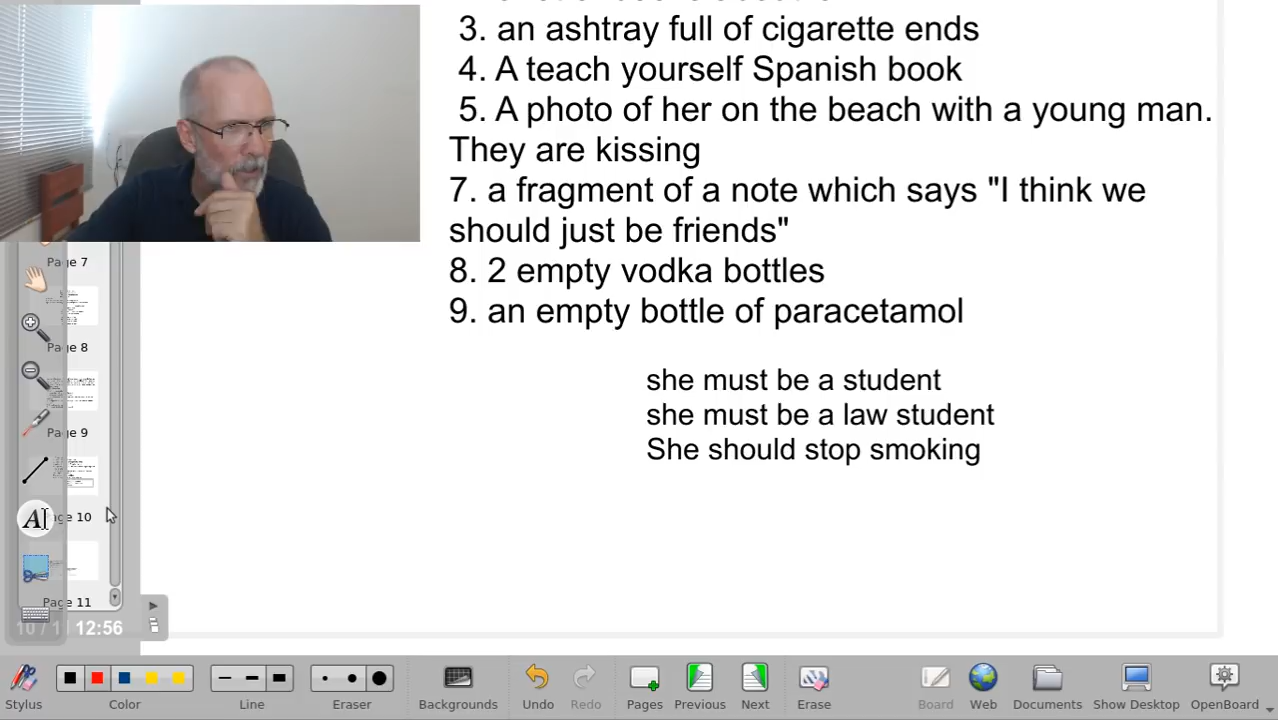 3. an ashtray full of cigarette ends
4. A teach yourself Spanish book
5. A photo of her on the beach with a young man.
They are kissing
7. a fragment of a note which says "I think we
should just be friends"
8. 2 empty vodka bottles
9. an empty bottle of paracetamol
she must be a student
she must be a law student
She should stop smoking
Page 7
Page 8
Page 9
Page 10
Page 11
12:56
Stylus
Color
Line
Eraser
Backgrounds
Undo
Redo
Pages
Previous
Next
Erase
Board
Web
Documents
Show Desktop
OpenBoard